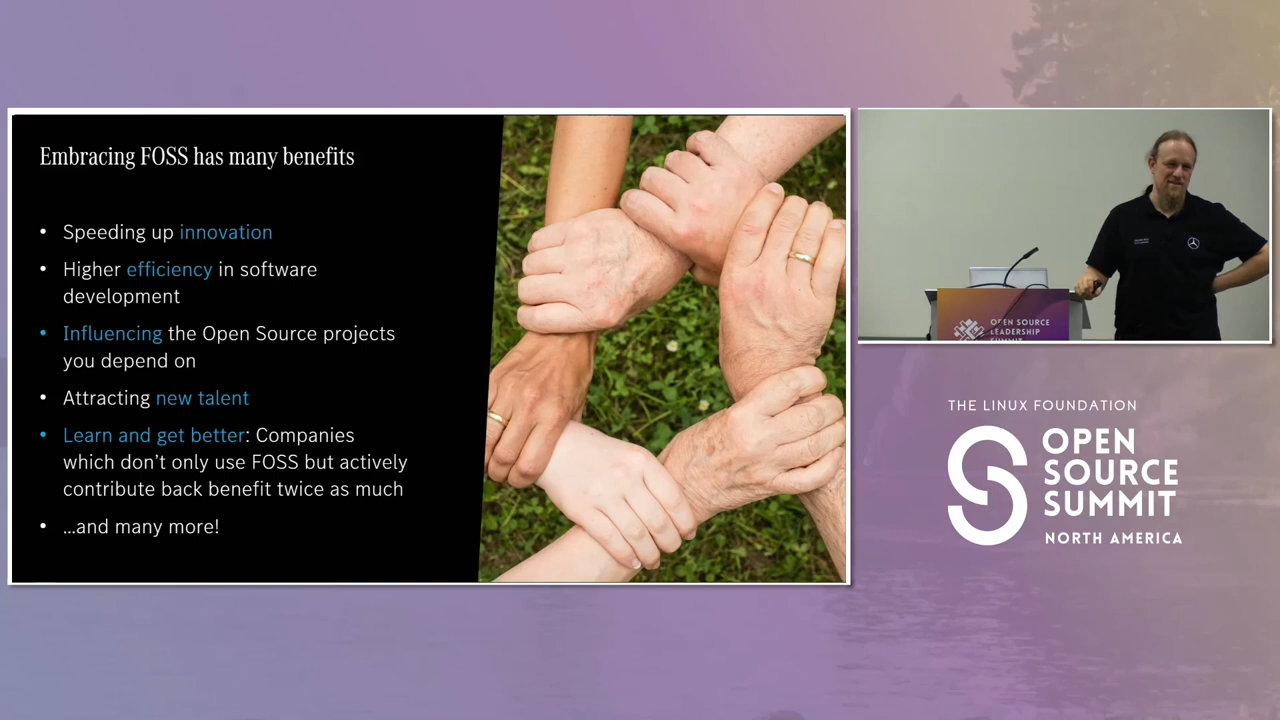 Embracing FOSS has many benefits
• Speeding up innovation
• Higher efficiency in software
development
• Influencing the Open Source projects
you depend on
• Attracting new talent
• Learn and get better: Companies
which don't only use FOSS but actively
contribute back benefit twice as much
• ...and many more!
OPEN SOURCE
LEADERSHIP
SUMMIT
THE LINUX FOUNDATION
OPEN
SOURCE
SUMMIT
NORTH AMERICA